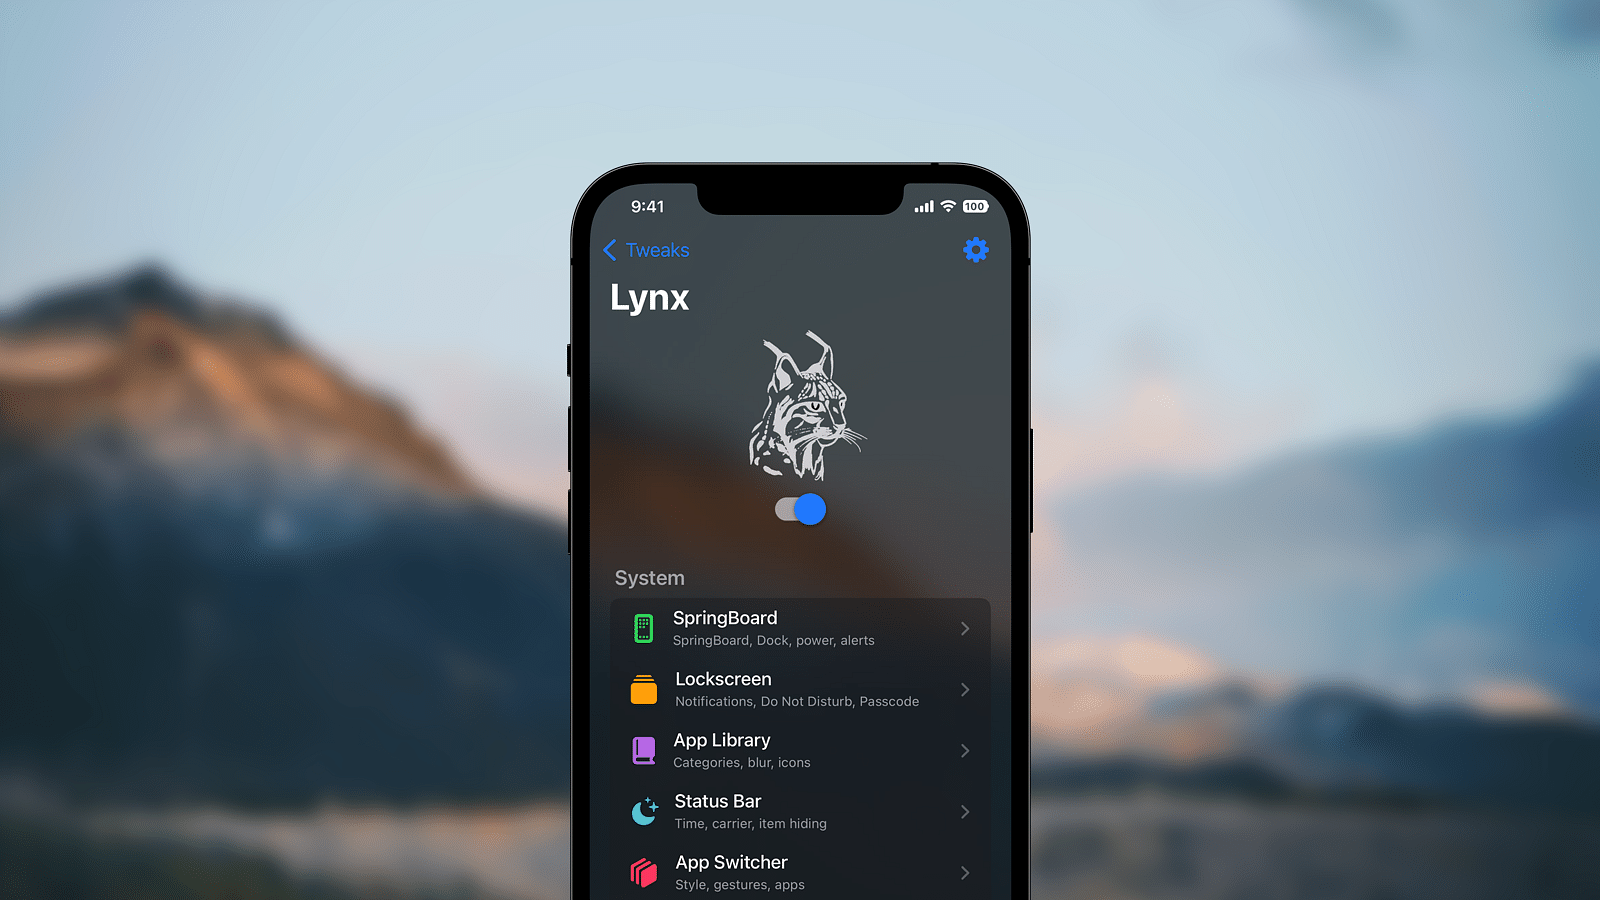 9:41
100
Tweaks
Lynx
System
SpringBoard
SpringBoard, Dock, power, alerts
Lockscreen
Notifications, Do Not Disturb, Passcode
App Library
Categories, blur, icons
Status Bar
Time, carrier, item hiding
App Switcher
Style, gestures, apps